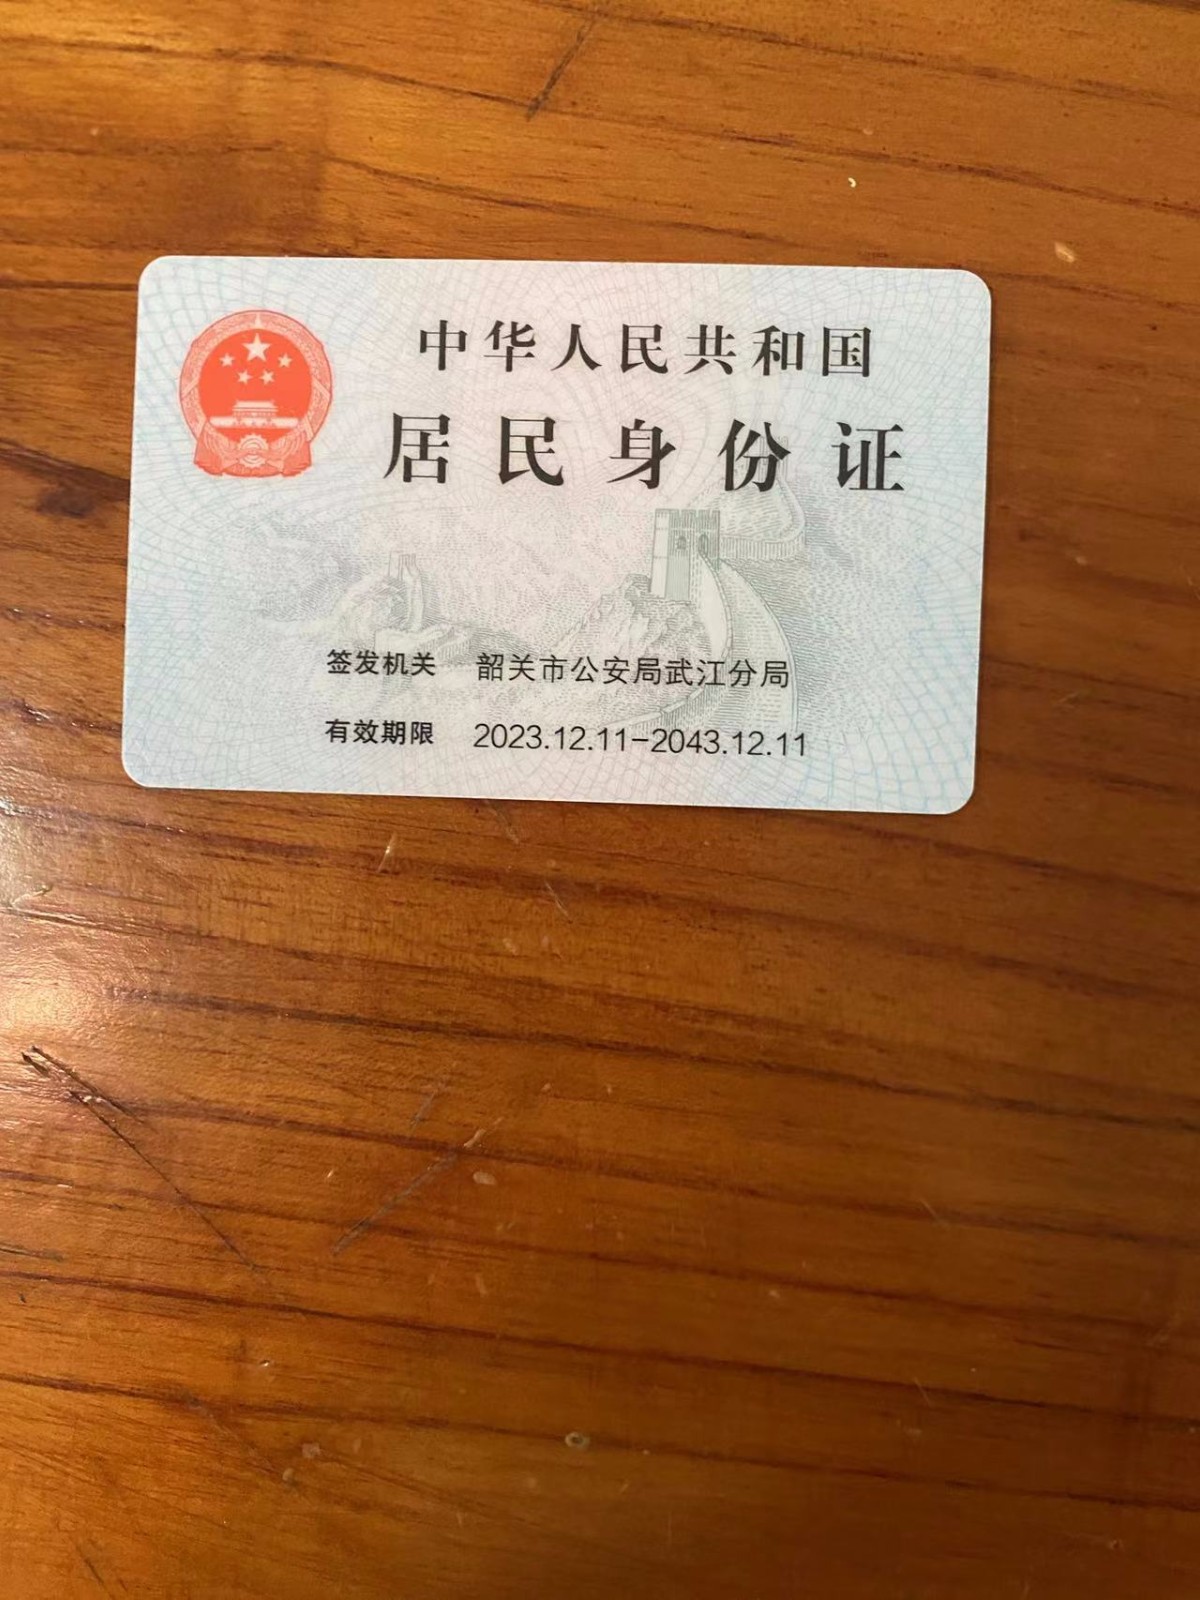 中华人民共和国
居民身份证
签发机关 韶关市公安局武江分局
有效期限 2023.12.11-2043.12.11